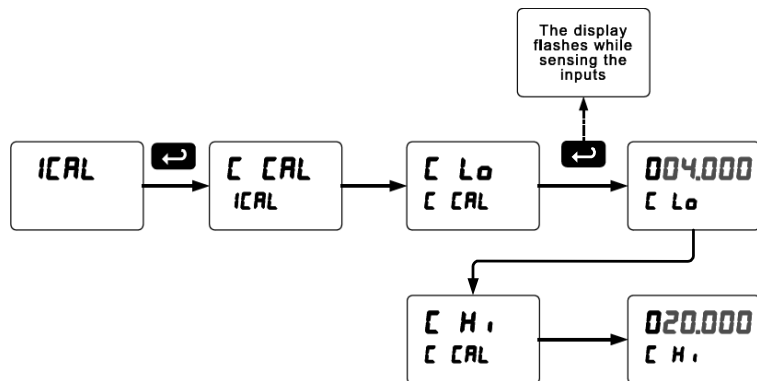 The display
flashes while
sensing the
inputs
ICAL
C CAL
ICAL
C Lo
C CAL
004.000
C Lo
C Hi
C CAL
020.000
C Hi